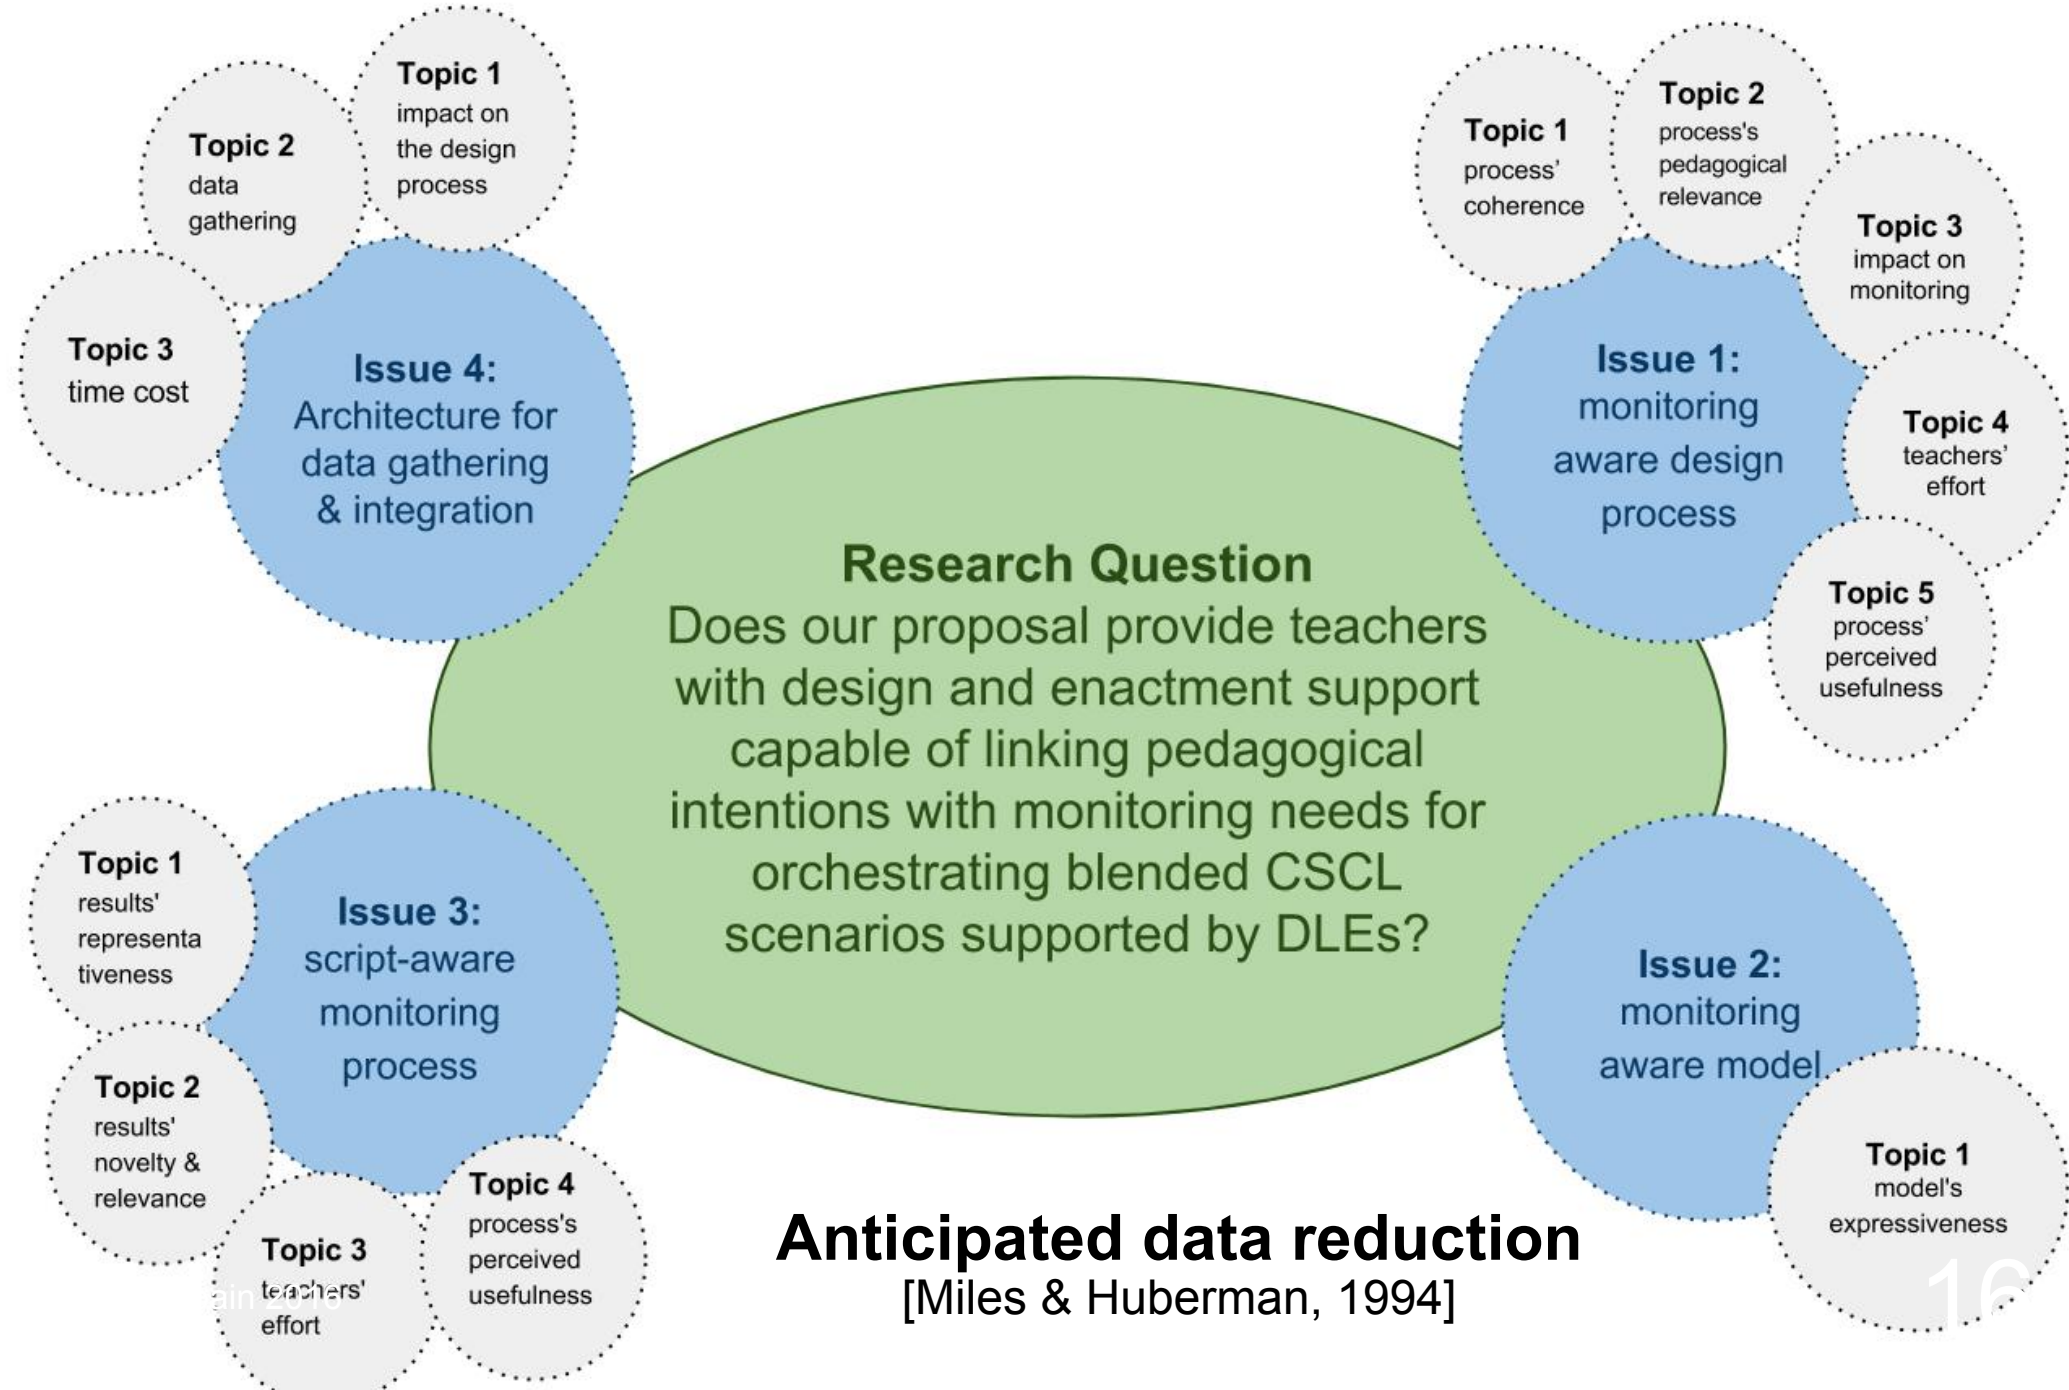 Topic 1
impact on
the design
process
Topic 2
data
gathering
Topic 3
time cost
Issue 4:
Architecture for
data gathering
& integration
Topic 1
process’
coherence
Topic 2
process's
pedagogical
relevance
Topic 3
impact on
monitoring
Topic 4
teachers’
effort
Topic 5
process’
perceived
usefulness
Issue 1:
monitoring
aware design
process
Research Question
Does our proposal provide teachers
with design and enactment support
capable of linking pedagogical
intentions with monitoring needs for
orchestrating blended CSCL
scenarios supported by DLEs?
Topic 1
results'
representa
tiveness
Topic 2
results'
novelty &
relevance
Topic 3
teachers'
effort
Topic 4
process's
perceived
usefulness
Issue 3:
script-aware
monitoring
process
Issue 2:
monitoring
aware model
Topic 1
model's
expressiveness
Anticipated data reduction
[Miles & Huberman, 1994]
2016
16